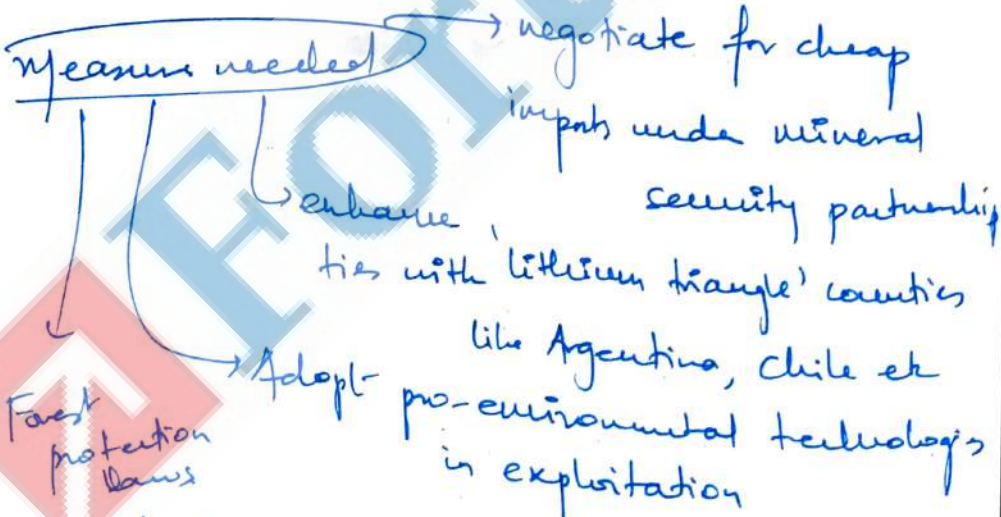 Measures needed
negotiate for cheap
imports under mineral
security partnership
enhance
ties with 'lithium triangle' countries
like Argentina, Chile etc
Adopt
pro-environmental technologies
in exploitation
Forest
protection
laws
For